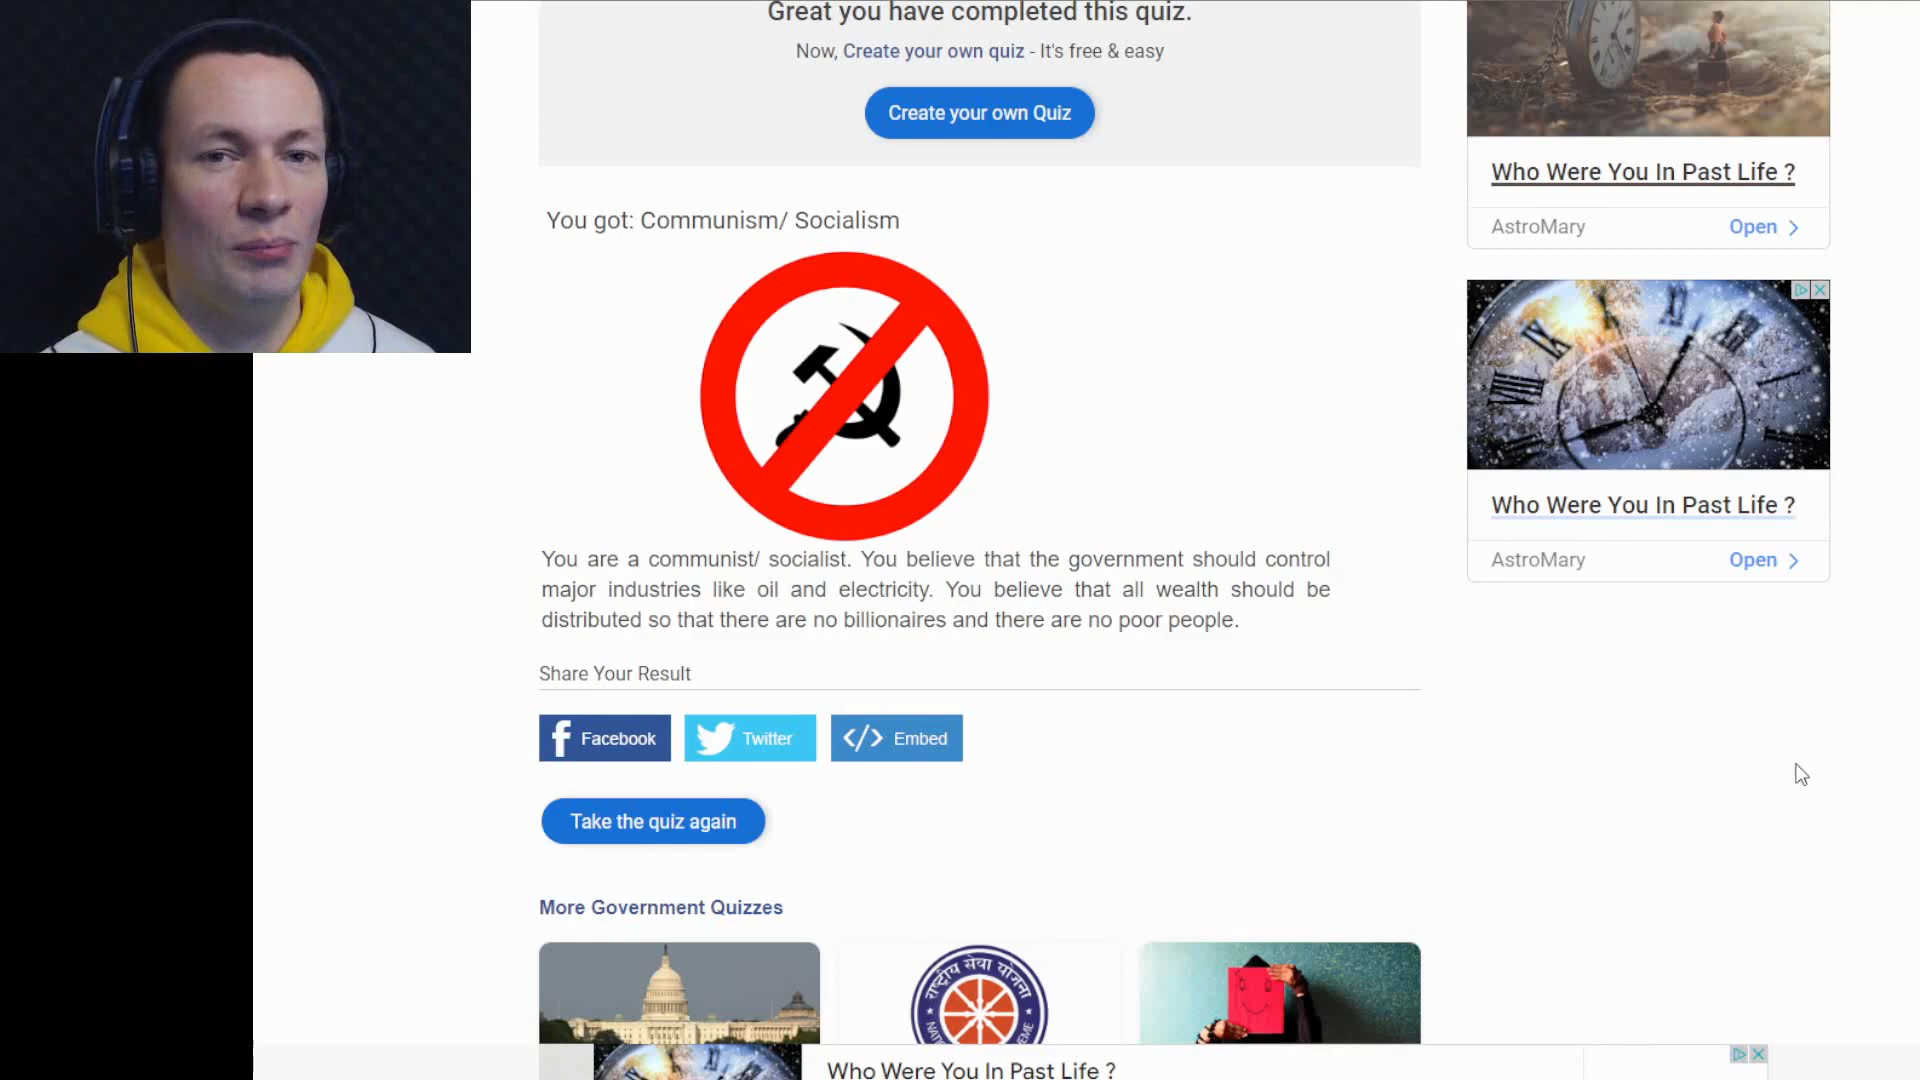 Great you have completed this quiz.
Now, Create your own quiz - It's free & easy
Create your own Quiz
You got: Communism/ Socialism
You are a communist/ socialist. You believe that the government should control
major industries like oil and electricity. You believe that all wealth should be
distributed so that there are no billionaires and there are no poor people.
Share Your Result
Facebook
Twitter
Embed
Take the quiz again
More Government Quizzes
राष्ट्रीय सेवा योजना
Who Were You In Past Life ?
AstroMary
Open
Who Were You In Past Life ?
AstroMary
Open
Who Were You In Past Life ?